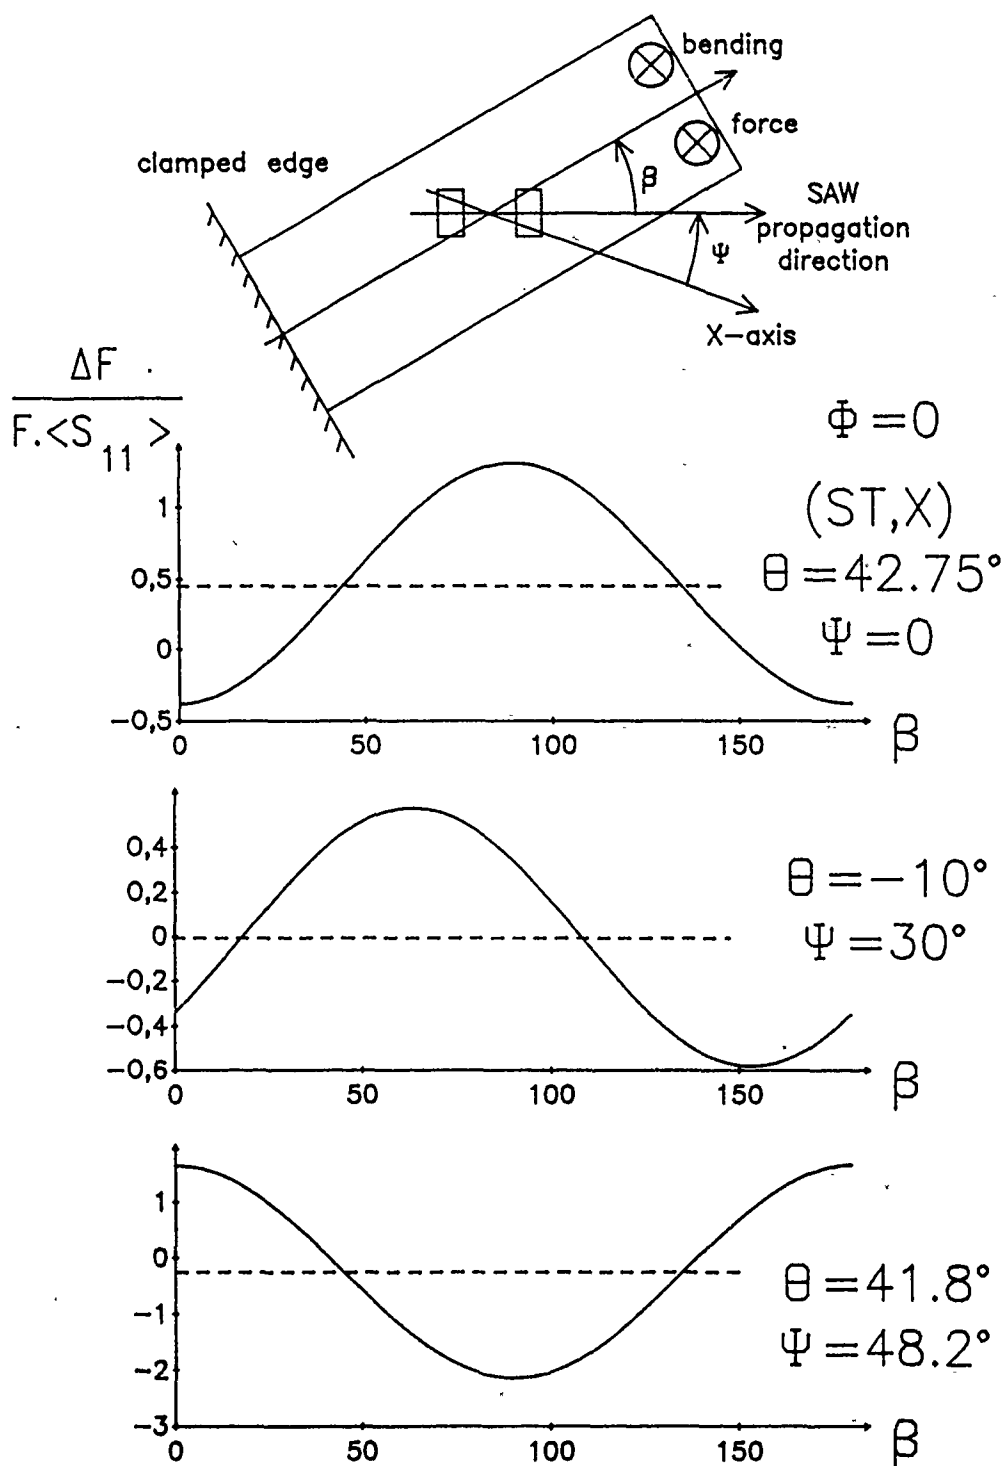 bending
force
clamped edge
β
SAW
propagation
direction
Ψ
X-axis
ΔF
F.<S11>
Φ=0
(ST,X)
θ=42.75°
Ψ=0
1
0,5
0
-0,5
0 50 100 150 β
θ=-10°
Ψ=30°
0,4
0,2
0
-0,2
-0,4
-0,6
0 50 100 150 β
θ=41.8°
Ψ=48.2°
1
0
-1
-2
-3
0 50 100 150 β